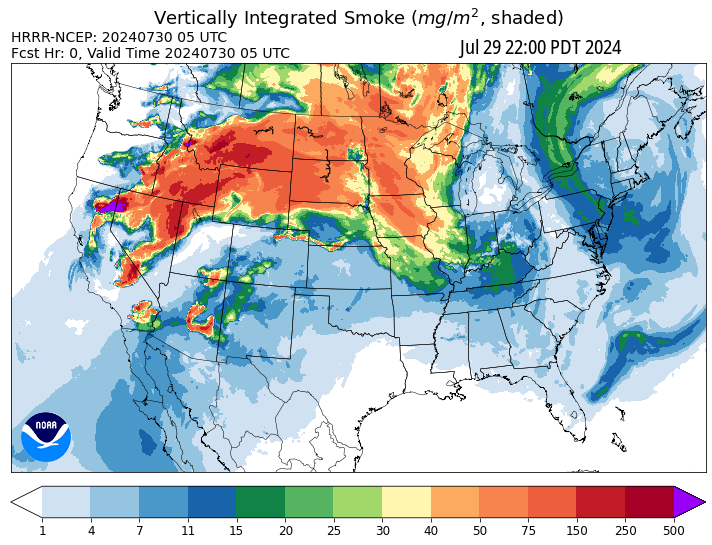 Vertically Integrated Smoke (mg/m², shaded)
HRRR-NCEP: 20240730 05 UTC
Fcst Hr: 0, Valid Time 20240730 05 UTC
Jul 29 22:00 PDT 2024
NOAA
1 4 7 11 15 20 25 30 40 50 75 150 250 500